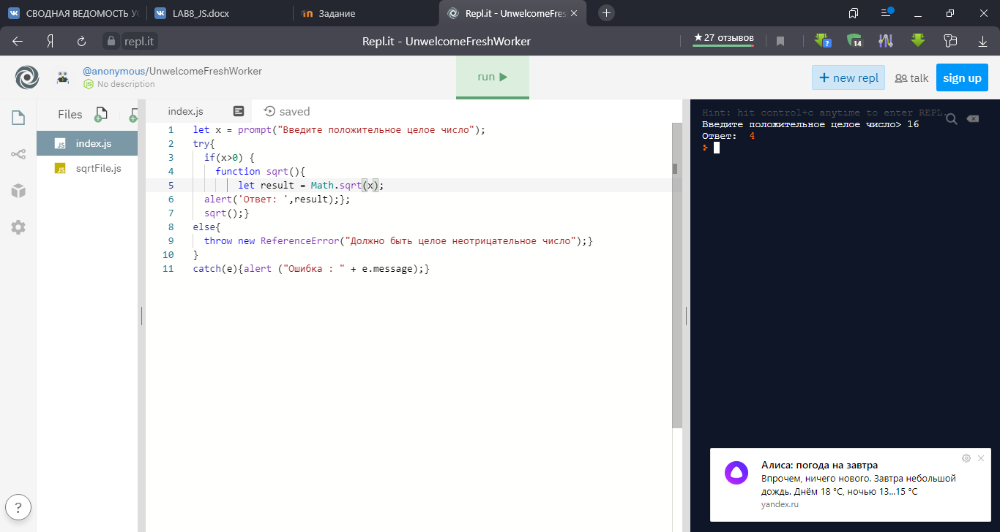 СВОДНАЯ ВЕДОМОСТЬ УС
LAB8_JS.docx
Задание
Repl.it - UnwelcomeFres
Я
repl.it
Repl.it - UnwelcomeFreshWorker
★27 отзывов
?
14
@anonymous/UnwelcomeFreshWorker
No description
run
+ new repl
talk
sign up
Files
index.js
saved
index.js
sqrtFile.js
1 let x = prompt("Введите положительное целое число");
2 try{
3 if(x>0) {
4 function sqrt(){
5 let result = Math.sqrt(x);
6 alert('Ответ: ',result);};
7 sqrt();}
8 else{
9 throw new ReferenceError("Должно быть целое неотрицательное число");}
10 }
11 catch(e){alert ("Ошибка : " + e.message);}
Hint: hit control+c anytime to enter REPL.
Введите положительное целое число> 16
Ответ: 4
Алиса: погода на завтра
Впрочем, ничего нового. Завтра небольшой
дождь. Днём 18 °C, ночью 13...15 °C
yandex.ru
?